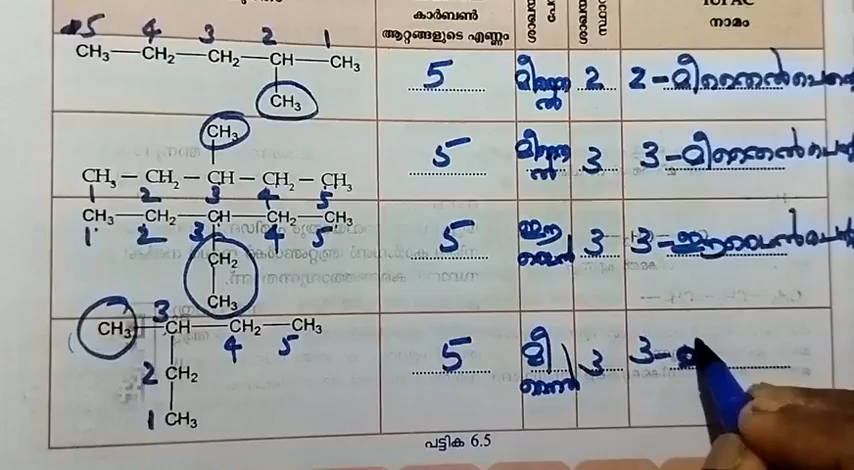 കാർബൺ
ആറ്റങ്ങളുടെ എണ്ണം
IUPAC
നാമം
5 4 3 2 1
CH₃—CH₂—CH₂—CH—CH₃
CH₃
5
മീതൈൽ
2
2-മീതൈൽപെന്റ
CH₃
CH₃—CH₂—CH—CH₂—CH₃
1 2 3 4 5
5
മീതൈൽ
3
3-മീതൈൽപെന്റ
CH₃—CH₂—CH—CH₂—CH₃
1 2 3 4 5
CH₂
CH₃
5
ഈഥൈൽ
3
3-ഈഥൈൽപെന്റ
3
CH₃—CH—CH₂—CH₃
4 5
2 CH₂
1 CH₃
5
3
3-
പട്ടിക 6.5